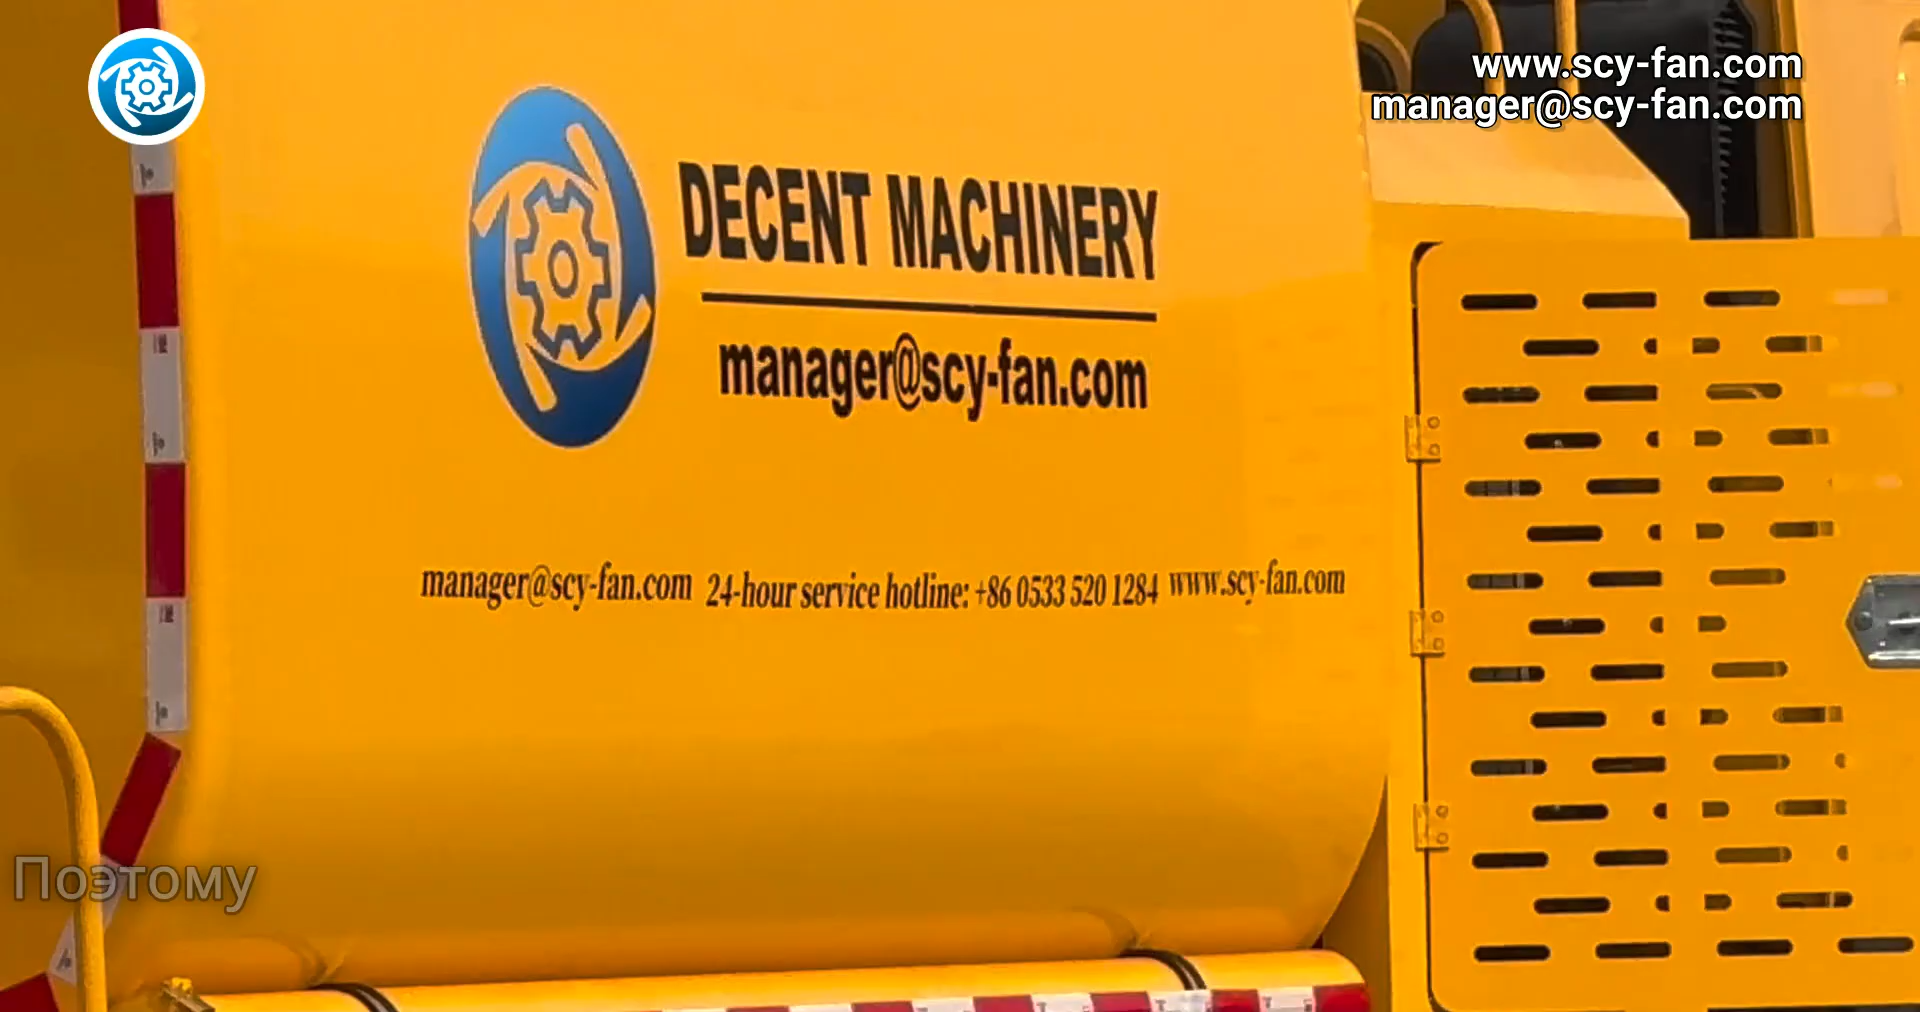 www.scy-fan.com
manager@scy-fan.com
DECENT MACHINERY
manager@scy-fan.com
manager@scy-fan.com 24-hour service hotline: +86 0533 520 1284 www.scy-fan.com
Поэтому